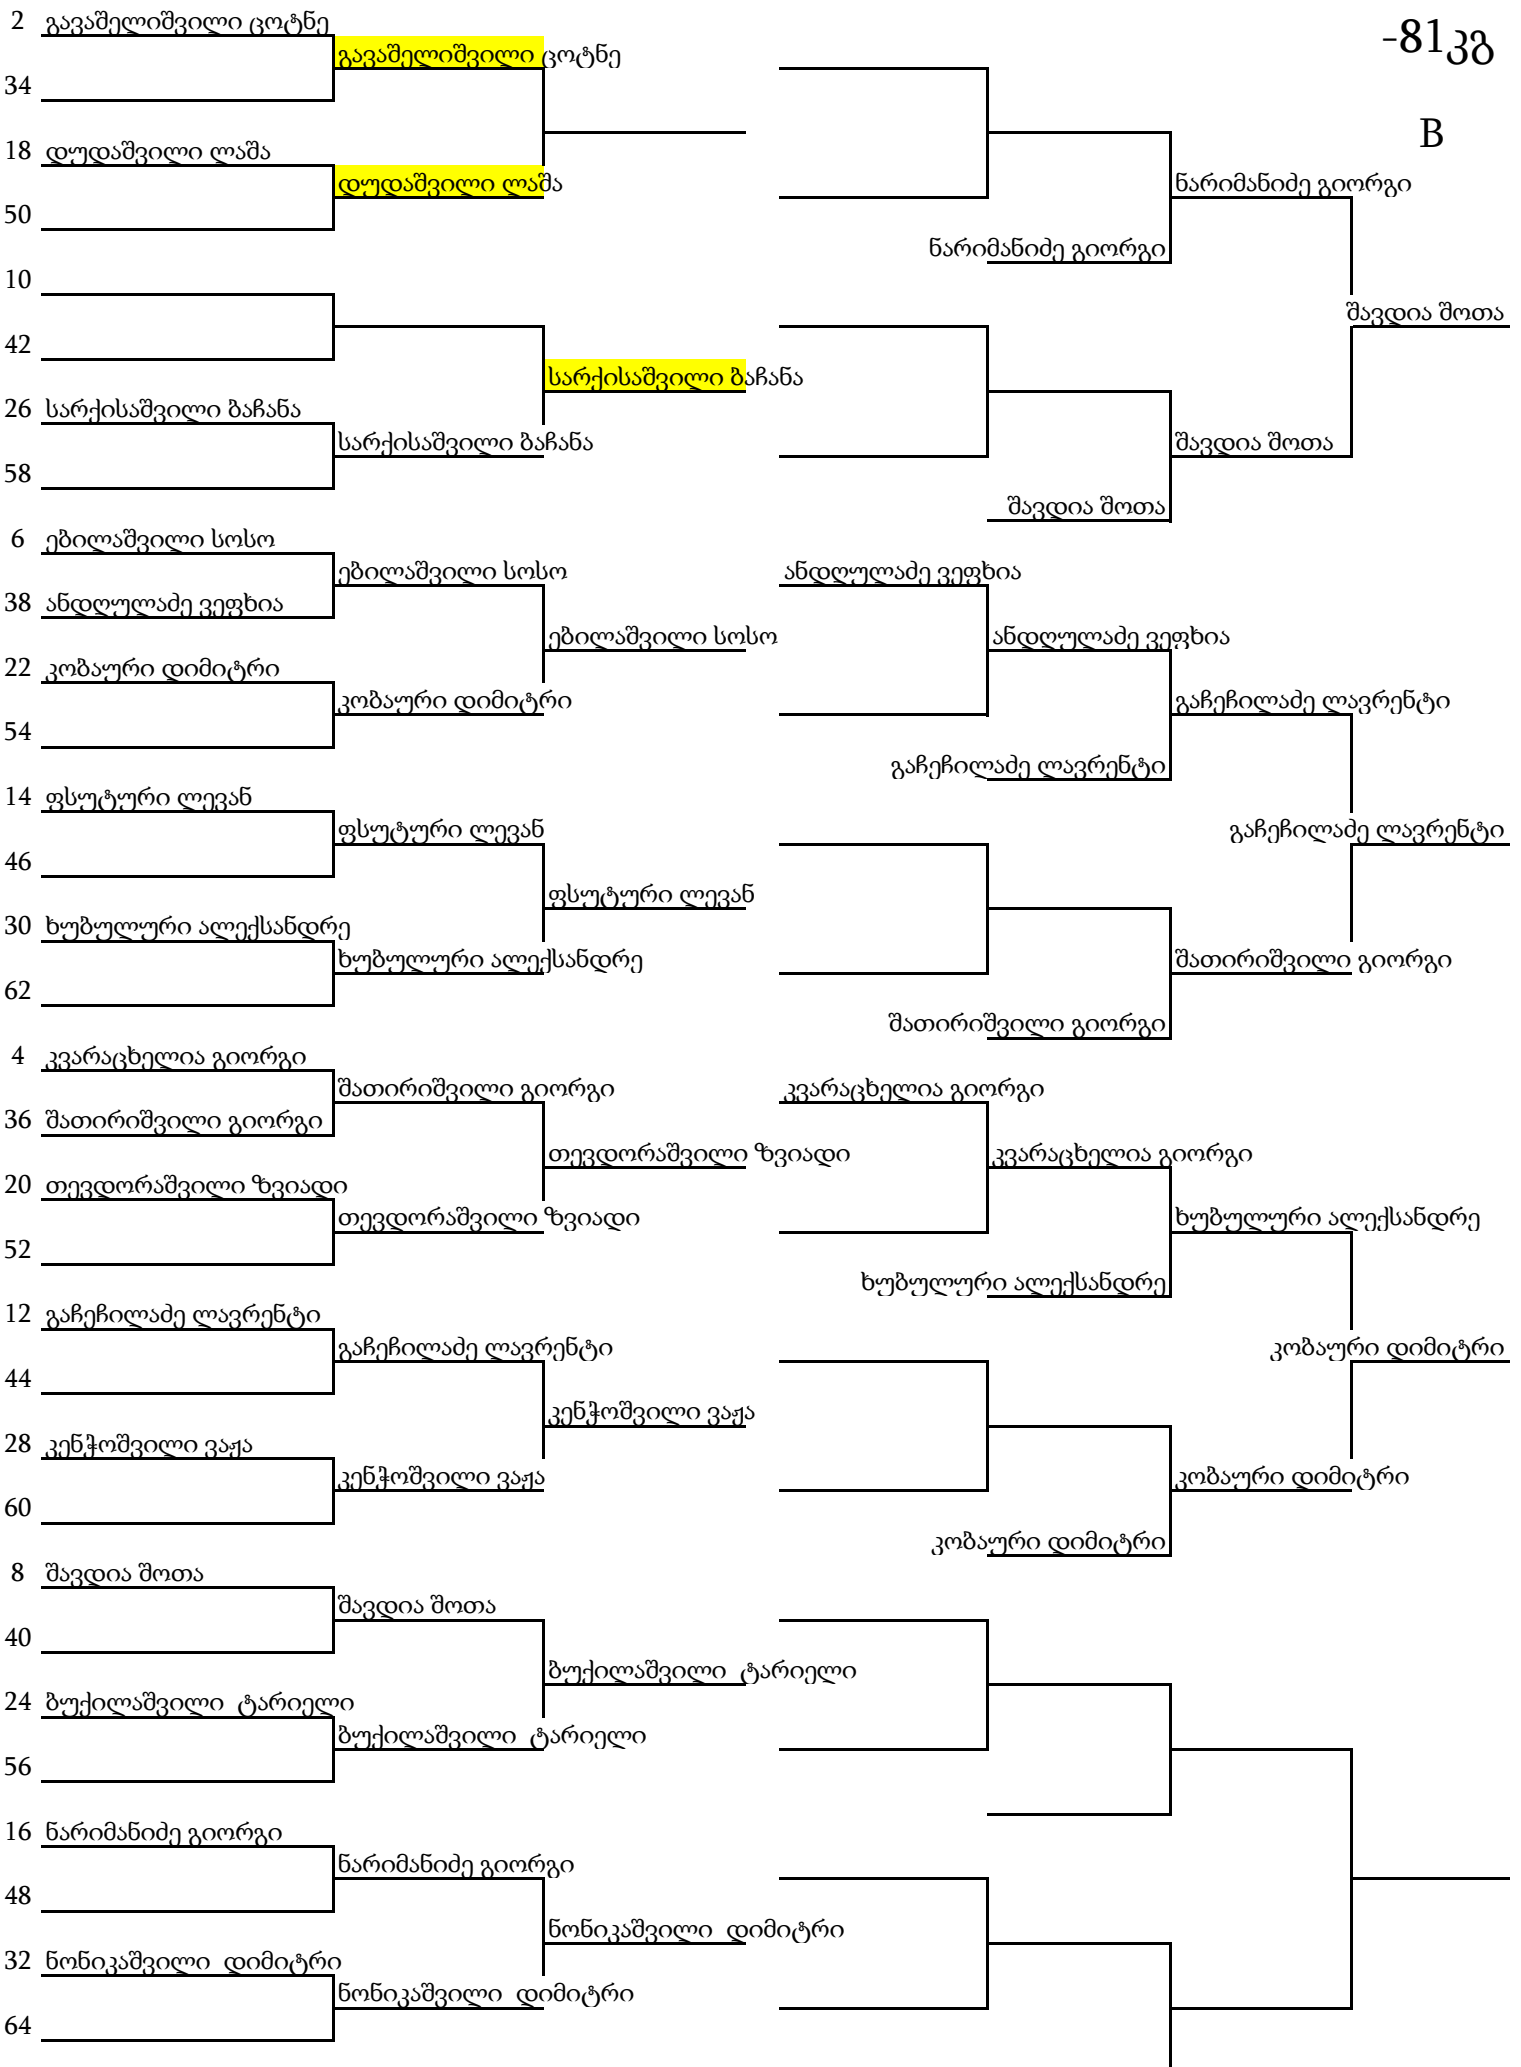 -81კგ
B
2 გავაშელიშვილი ცოტნე
გავაშელიშვილი ცოტნე
34
18 დუდაშვილი ლაშა
დუდაშვილი ლაშა
ნარიმანიძე გიორგი
50
ნარიმანიძე გიორგი
10
შავდია შოთა
42
სარქისაშვილი ბაჩანა
26 სარქისაშვილი ბაჩანა
სარქისაშვილი ბაჩანა
შავდია შოთა
58
შავდია შოთა
6 ებილაშვილი სოსო
ებილაშვილი სოსო
ანდღულაძე ვეფხია
38 ანდღულაძე ვეფხია
ებილაშვილი სოსო
ანდღულაძე ვეფხია
22 კობაური დიმიტრი
კობაური დიმიტრი
გაჩეჩილაძე ლავრენტი
54
გაჩეჩილაძე ლავრენტი
14 ფსუტური ლევან
ფსუტური ლევან
გაჩეჩილაძე ლავრენტი
46
ფსუტური ლევან
30 ხუბულური ალექსანდრე
ხუბულური ალექსანდრე
შათირიშვილი გიორგი
62
შათირიშვილი გიორგი
4 კვარაცხელია გიორგი
შათირიშვილი გიორგი
კვარაცხელია გიორგი
36 შათირიშვილი გიორგი
თევდორაშვილი ზვიადი
კვარაცხელია გიორგი
20 თევდორაშვილი ზვიადი
თევდორაშვილი ზვიადი
ხუბულური ალექსანდრე
52
ხუბულური ალექსანდრე
12 გაჩეჩილაძე ლავრენტი
გაჩეჩილაძე ლავრენტი
კობაური დიმიტრი
44
კენჭოშვილი ვაჟა
28 კენჭოშვილი ვაჟა
კენჭოშვილი ვაჟა
კობაური დიმიტრი
60
კობაური დიმიტრი
8 შავდია შოთა
შავდია შოთა
40
ბუქილაშვილი ტარიელი
24 ბუქილაშვილი ტარიელი
ბუქილაშვილი ტარიელი
56
16 ნარიმანიძე გიორგი
ნარიმანიძე გიორგი
48
ნონიკაშვილი დიმიტრი
32 ნონიკაშვილი დიმიტრი
ნონიკაშვილი დიმიტრი
64